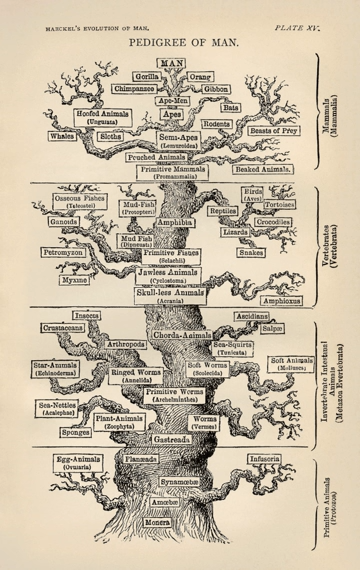 HAECKEL'S EVOLUTION OF MAN.
PLATE XV.
PEDIGREE OF MAN.
MAN
Gorilla
Orang
Chimpanzee
Gibbon
Ape-Men
Bats
Apes
Hoofed Animals
(Ungulata)
Rodents
Whales
Sloths
Semi-Apes
(Lemuroidea)
Beasts of Prey
Pouched Animals
Primitive Mammals
(Promammalia)
Beaked Animals.
Mammals
(Mammalia)
Osseous Fishes
(Teleostei)
Mud-Fish
(Protopteri)
Birds
(Aves)
Tortoises
Reptiles
Ganoids
Amphibia
Crocodiles
Lizards
Mud Fish
(Dipneusta)
Petromyzon
Primitive Fishes
(Selachii)
Snakes
Jawless Animals
(Cyclostoma)
Myxine
Skull-less Animals
(Acrania)
Amphioxus
Vertebrates
(Vertebrata)
Insects
Ascidians
Crustaceans
Salpæ
Chorda-Animals
Arthropods
Sea-Squirts
(Tunicata)
Star-Animals
(Echinoderma)
Ringed Worms
(Annelida)
Soft Worms
(Scolecida)
Soft Animals
(Mollusca)
Primitive Worms
(Archelminthes)
Sea-Nettles
(Acalephae)
Plant-Animals
(Zoophyta)
Worms
(Vermes)
Sponges
Gastreada
Invertebrate Intestinal
Animals
(Metazoa Evertebrata)
Egg-Animals
(Ovularia)
Planæada
Infusoria
Synamœbæ
Amœbæ
Monera
Primitive Animals
(Protozoa)